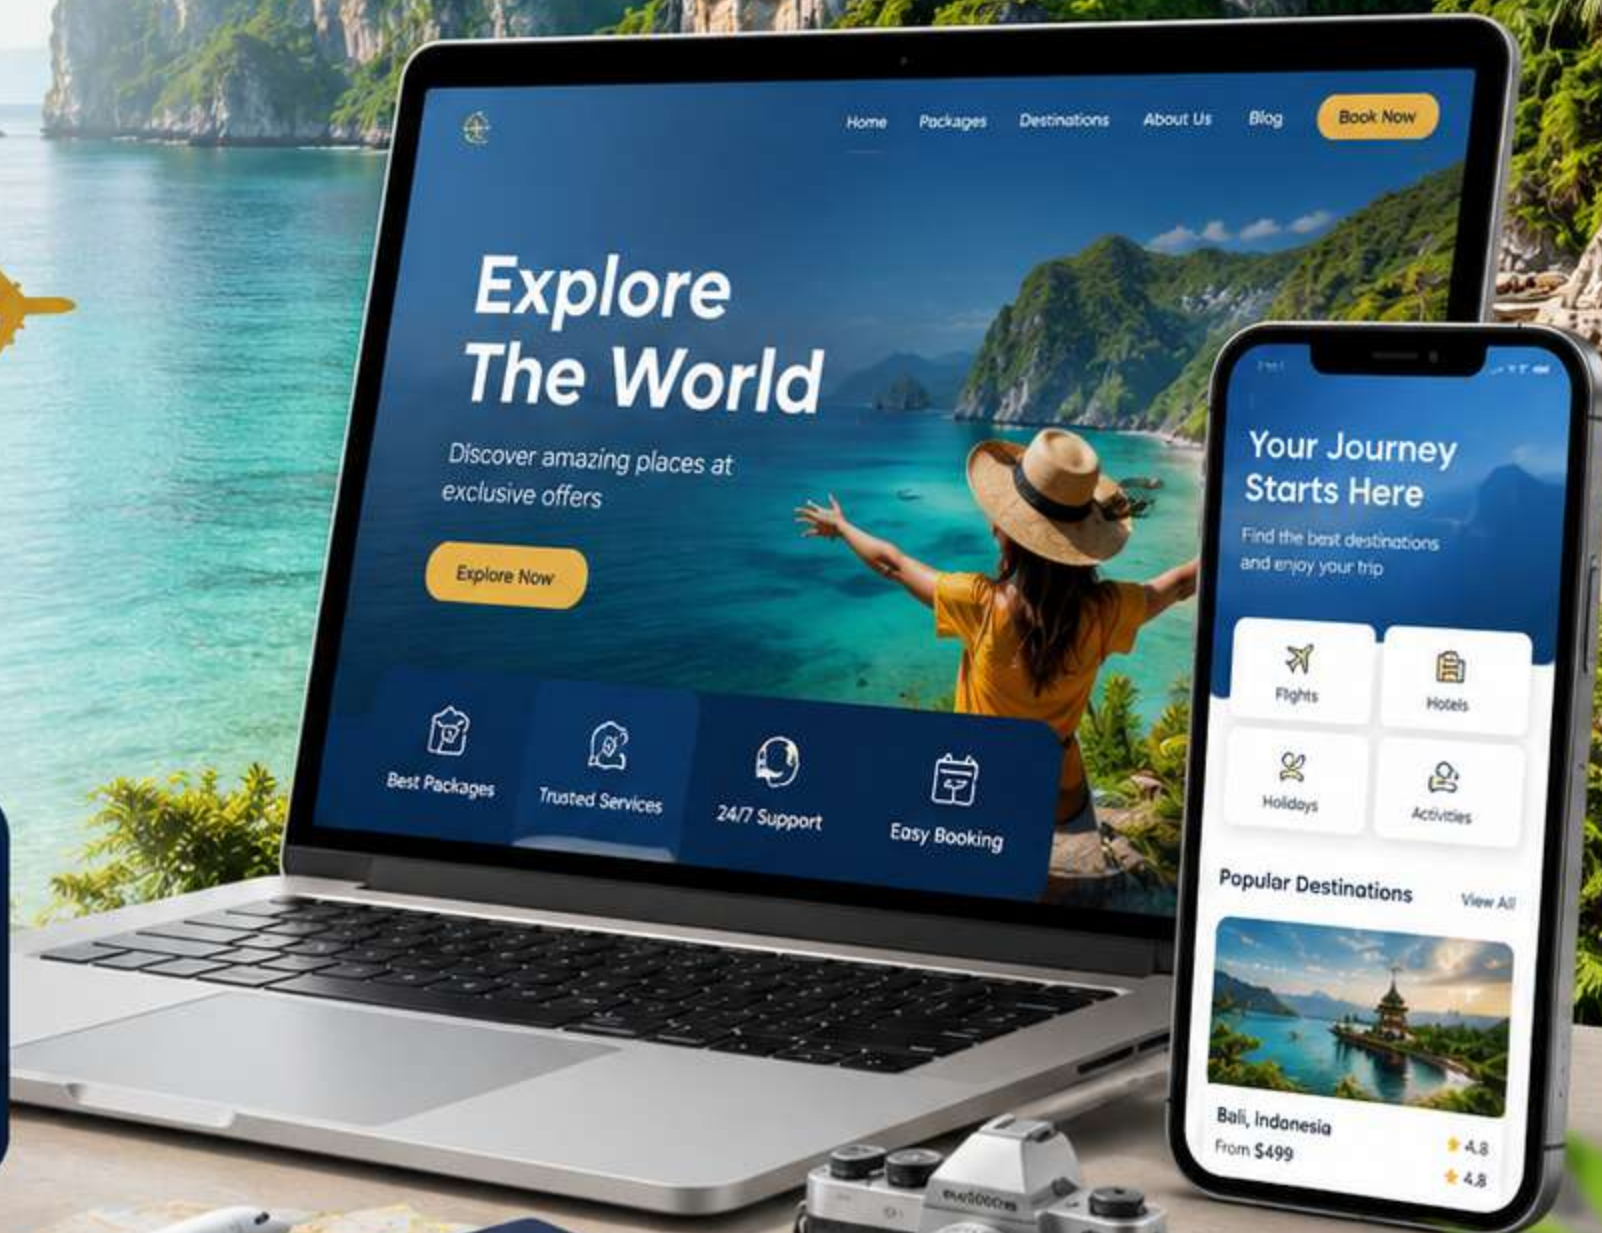 Home Packages Destinations About Us Blog Book Now
Explore
The World
Discover amazing places at
exclusive offers
Explore Now
Best Packages
Trusted Services
24/7 Support
Easy Booking
Your Journey
Starts Here
Find the best destinations
and enjoy your trip
Flights
Hotels
Holidays
Activities
Popular Destinations
View All
Bali, Indonesia
From $499
4.8
4.8